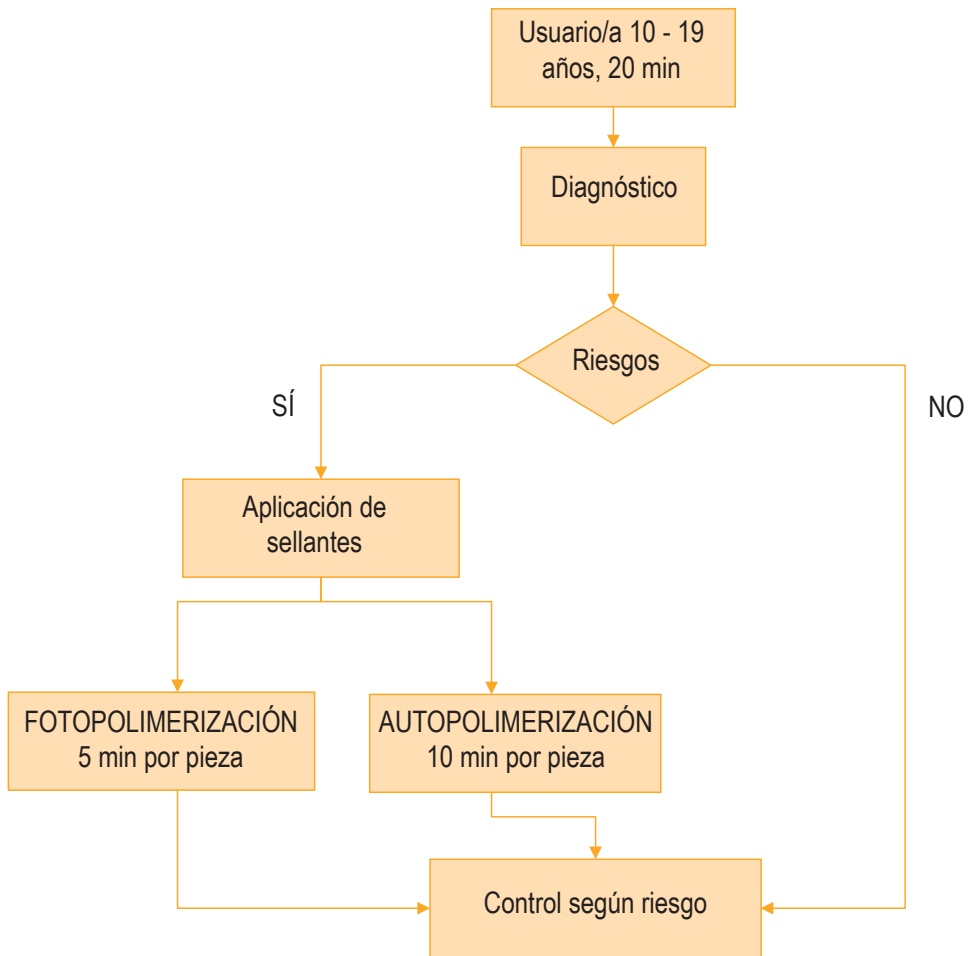 Usuario/a 10 - 19
años, 20 min
Diagnóstico
Riesgos
SÍ
NO
Aplicación de
sellantes
FOTOPOLIMERIZACIÓN
5 min por pieza
AUTOPOLIMERIZACIÓN
10 min por pieza
Control según riesgo